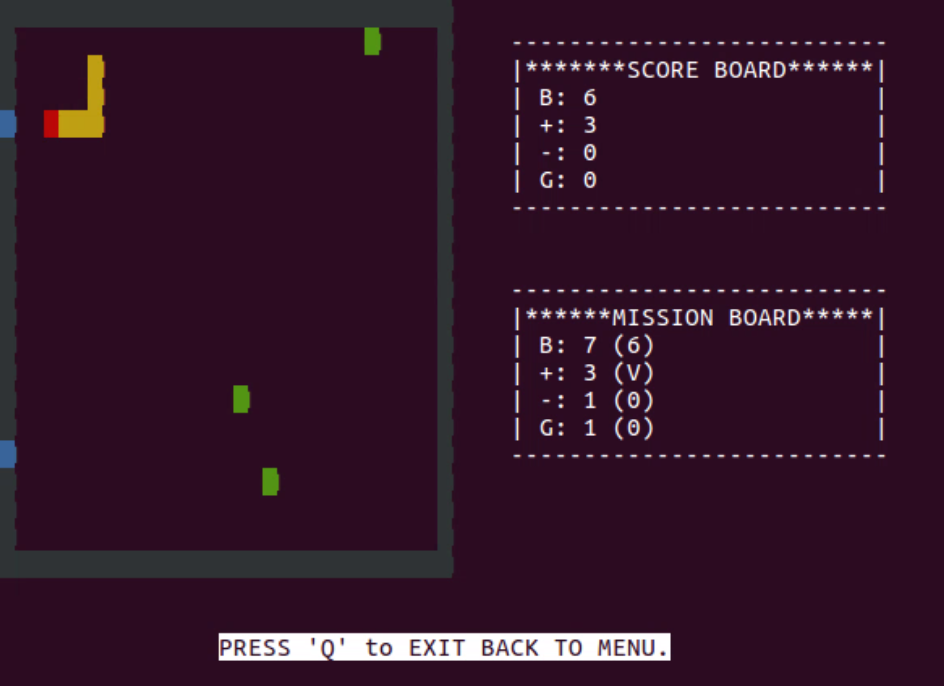 ---------------------------
|*******SCORE BOARD******|
| B: 6 |
| +: 3 |
| -: 0 |
| G: 0 |
---------------------------
---------------------------
|******MISSION BOARD*****|
| B: 7 (6) |
| +: 3 (V) |
| -: 1 (0) |
| G: 1 (0) |
---------------------------
PRESS 'Q' to EXIT BACK TO MENU.